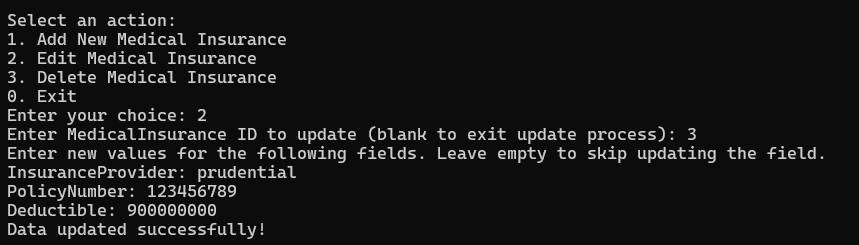 Select an action:
1. Add New Medical Insurance
2. Edit Medical Insurance
3. Delete Medical Insurance
0. Exit
Enter your choice: 2
Enter MedicalInsurance ID to update (blank to exit update process): 3
Enter new values for the following fields. Leave empty to skip updating the field.
InsuranceProvider: prudential
PolicyNumber: 123456789
Deductible: 900000000
Data updated successfully!